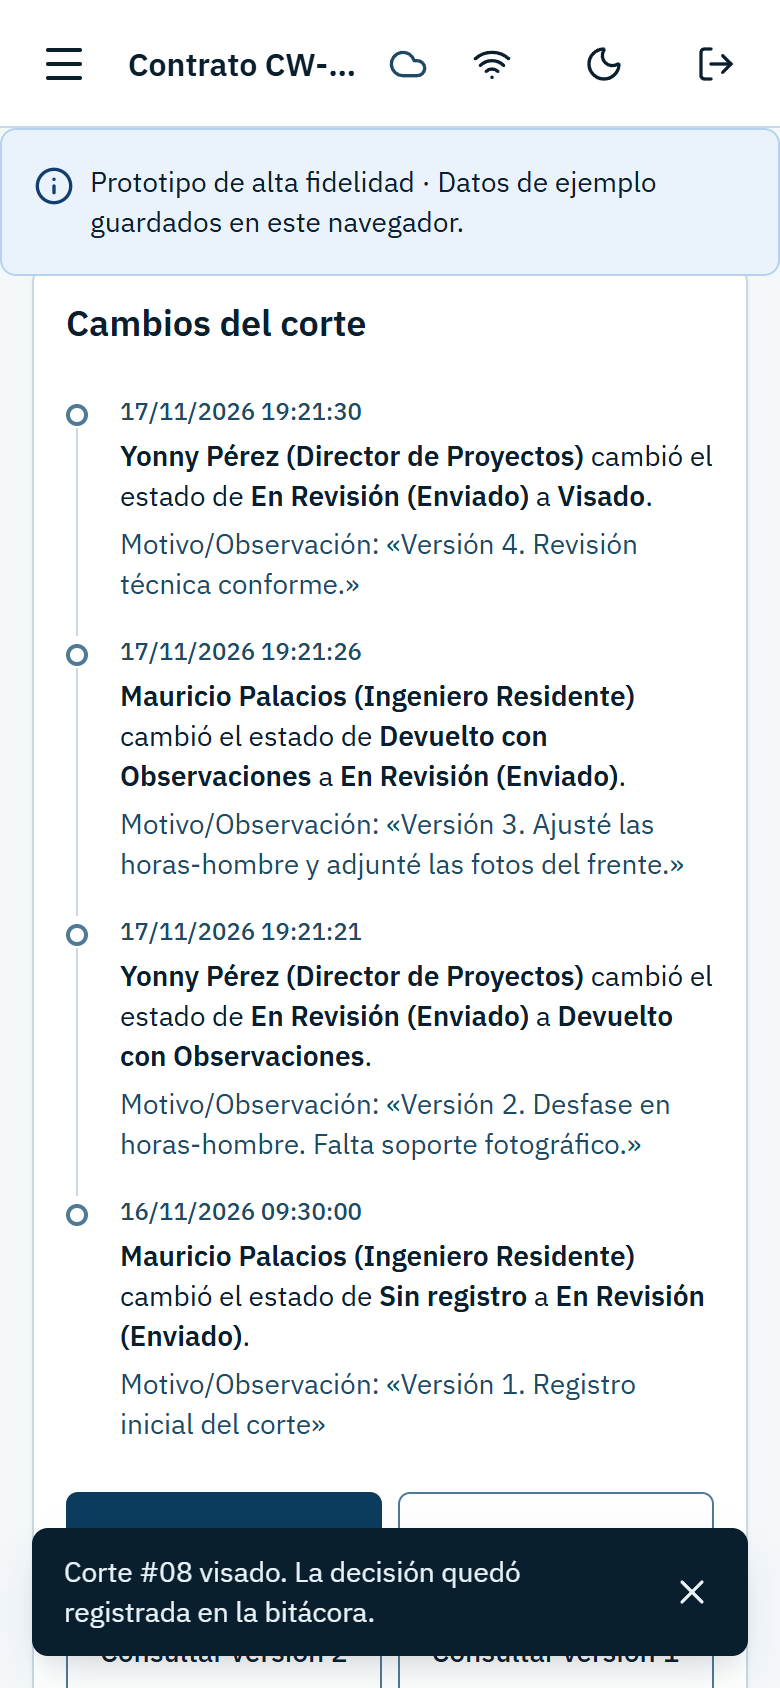 Contrato CW-...
Prototipo de alta fidelidad · Datos de ejemplo
guardados en este navegador.
Cambios del corte
17/11/2026 19:21:30
Yonny Pérez (Director de Proyectos) cambió el
estado de En Revisión (Enviado) a Visado.
Motivo/Observación: «Versión 4. Revisión
técnica conforme.»
17/11/2026 19:21:26
Mauricio Palacios (Ingeniero Residente)
cambió el estado de Devuelto con
Observaciones a En Revisión (Enviado).
Motivo/Observación: «Versión 3. Ajusté las
horas-hombre y adjunté las fotos del frente.»
17/11/2026 19:21:21
Yonny Pérez (Director de Proyectos) cambió el
estado de En Revisión (Enviado) a Devuelto
con Observaciones.
Motivo/Observación: «Versión 2. Desfase en
horas-hombre. Falta soporte fotográfico.»
16/11/2026 09:30:00
Mauricio Palacios (Ingeniero Residente)
cambió el estado de Sin registro a En Revisión
(Enviado).
Motivo/Observación: «Versión 1. Registro
inicial del corte»
Corte #08 visado. La decisión quedó
registrada en la bitácora.
Consultar versión 2
Consultar versión 1